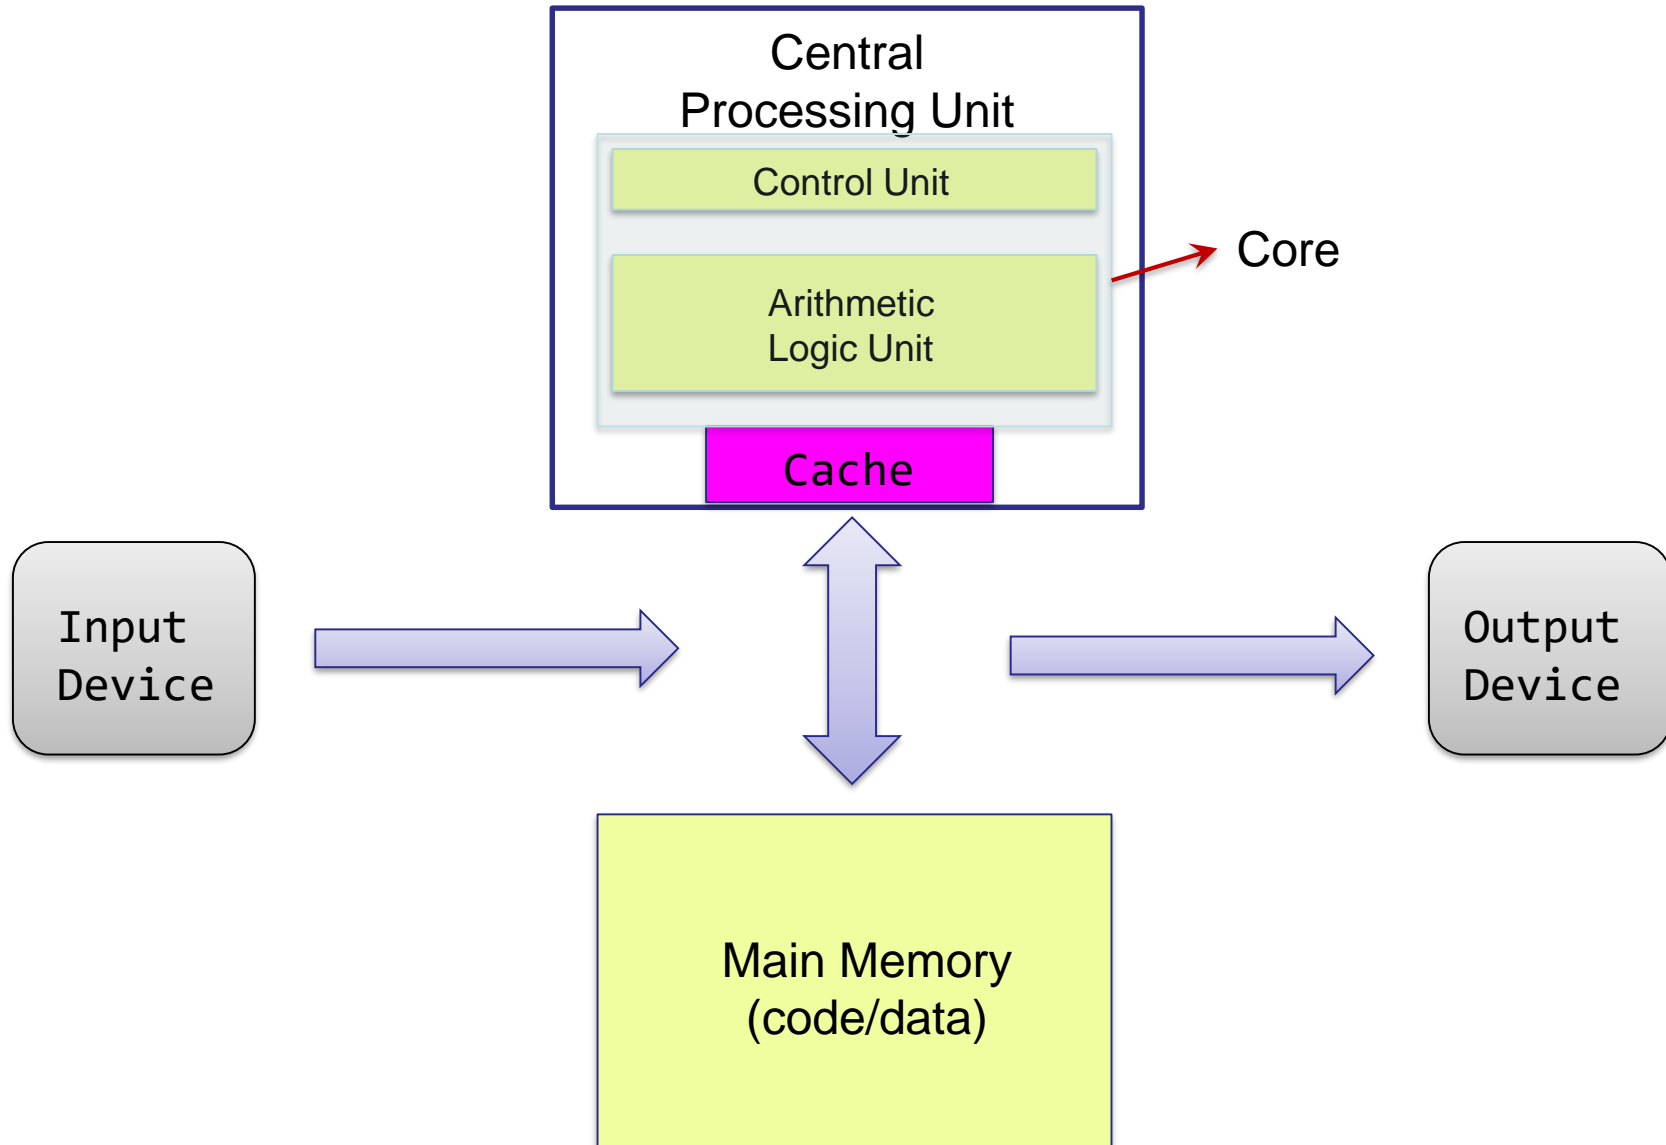 Central
Processing Unit
Control Unit
Core
Arithmetic
Logic Unit
Cache
Input
Device
Output
Device
Main Memory
(code/data)